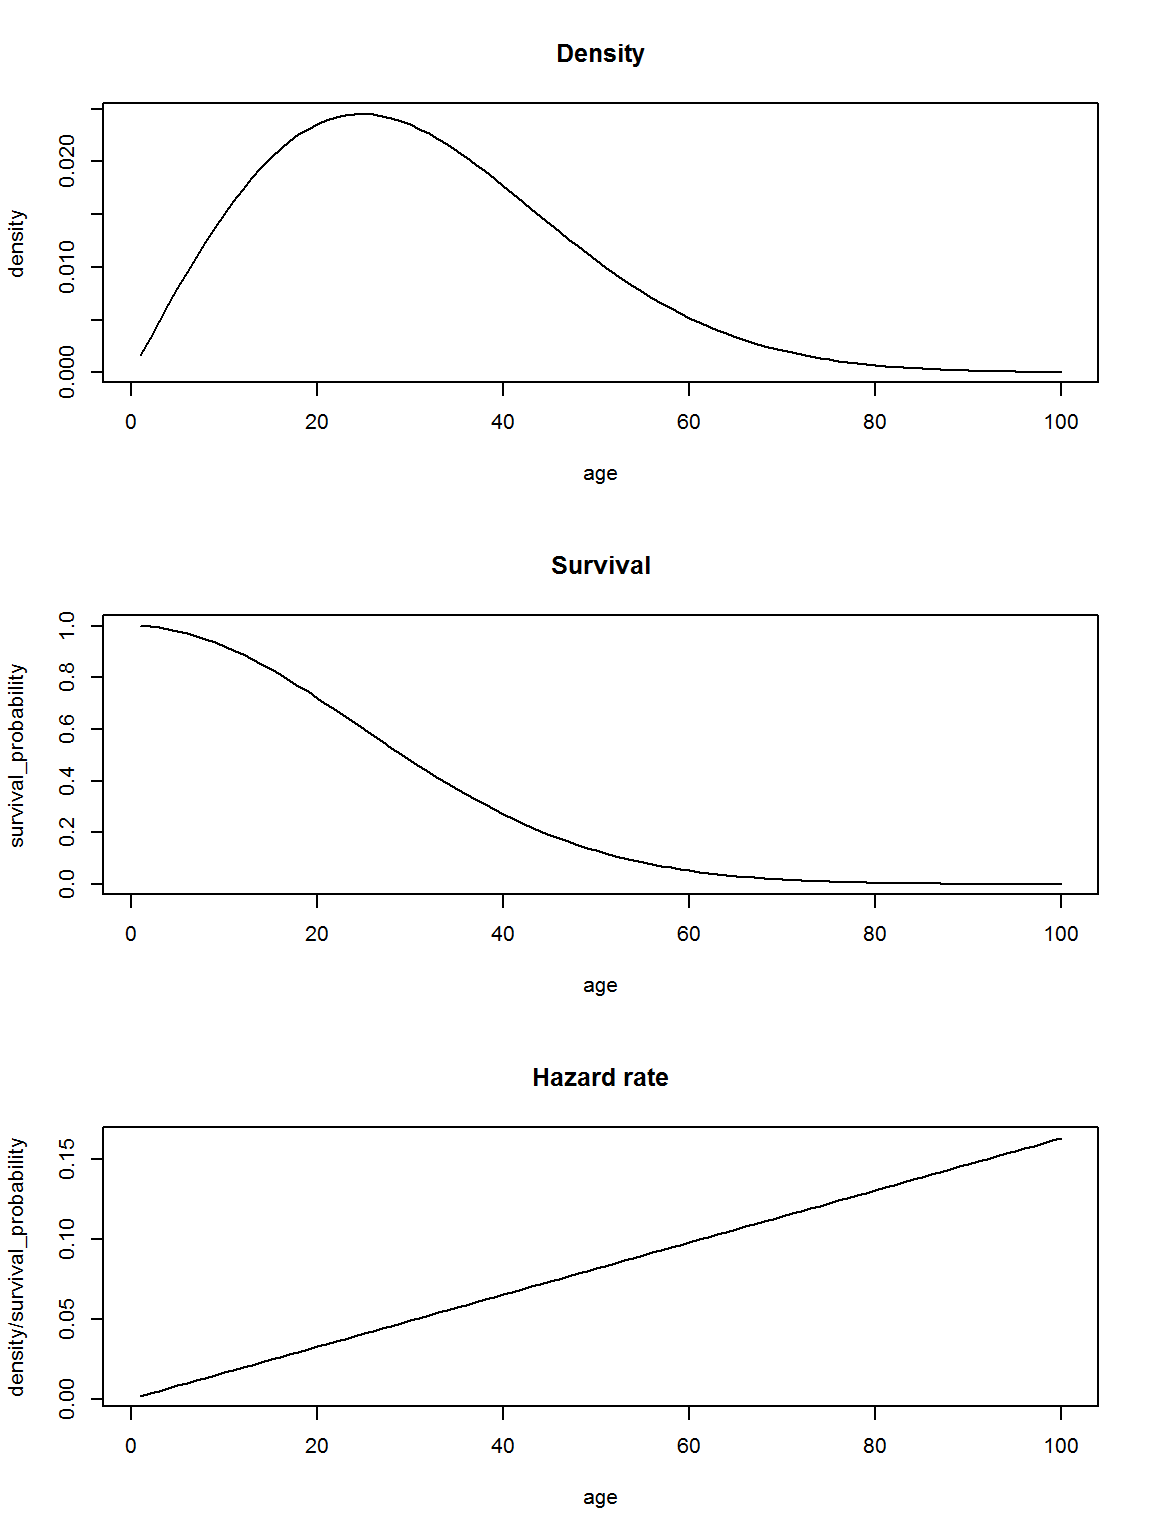 Density
density
0.000
0.010
0.020
0 20 40 60 80 100
age
Survival
survival_probability
0.0
0.2
0.4
0.6
0.8
1.0
0 20 40 60 80 100
age
Hazard rate
density/survival_probability
0.00
0.05
0.10
0.15
0 20 40 60 80 100
age